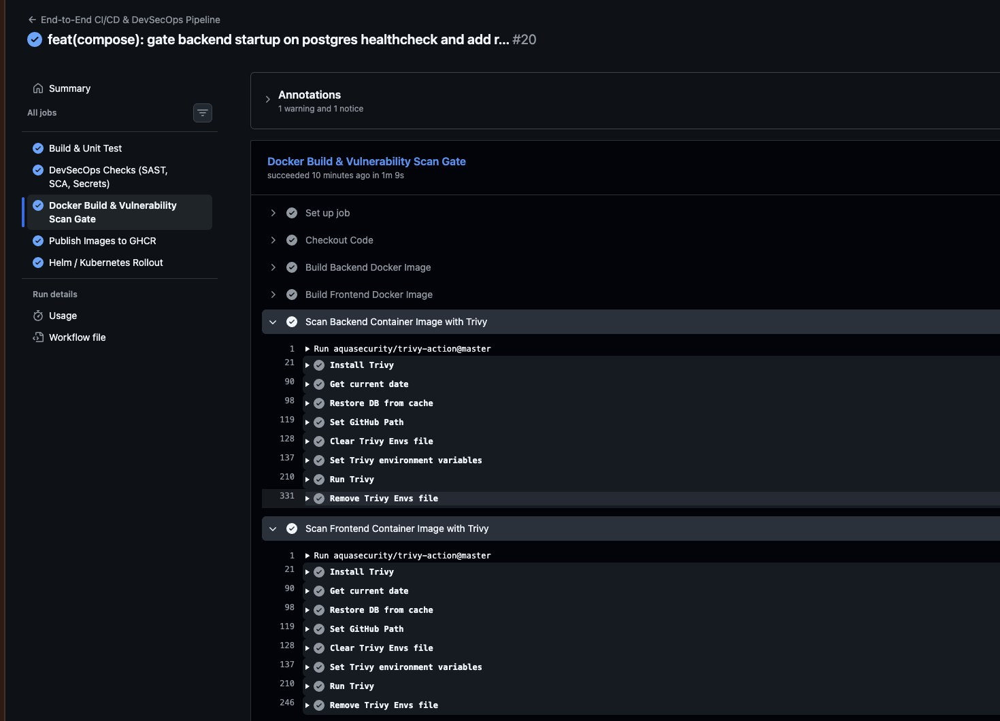 ← End-to-End CI/CD & DevSecOps Pipeline
feat(compose): gate backend startup on postgres healthcheck and add r... #20
Summary
All jobs
Build & Unit Test
DevSecOps Checks (SAST,
SCA, Secrets)
Docker Build & Vulnerability
Scan Gate
Publish Images to GHCR
Helm / Kubernetes Rollout
Run details
Usage
Workflow file
Annotations
1 warning and 1 notice
Docker Build & Vulnerability Scan Gate
succeeded 10 minutes ago in 1m 9s
Set up job
Checkout Code
Build Backend Docker Image
Build Frontend Docker Image
Scan Backend Container Image with Trivy
1 Run aquasecurity/trivy-action@master
21 Install Trivy
90 Get current date
98 Restore DB from cache
119 Set GitHub Path
128 Clear Trivy Envs file
137 Set Trivy environment variables
210 Run Trivy
331 Remove Trivy Envs file
Scan Frontend Container Image with Trivy
1 Run aquasecurity/trivy-action@master
21 Install Trivy
90 Get current date
98 Restore DB from cache
119 Set GitHub Path
128 Clear Trivy Envs file
137 Set Trivy environment variables
210 Run Trivy
246 Remove Trivy Envs file